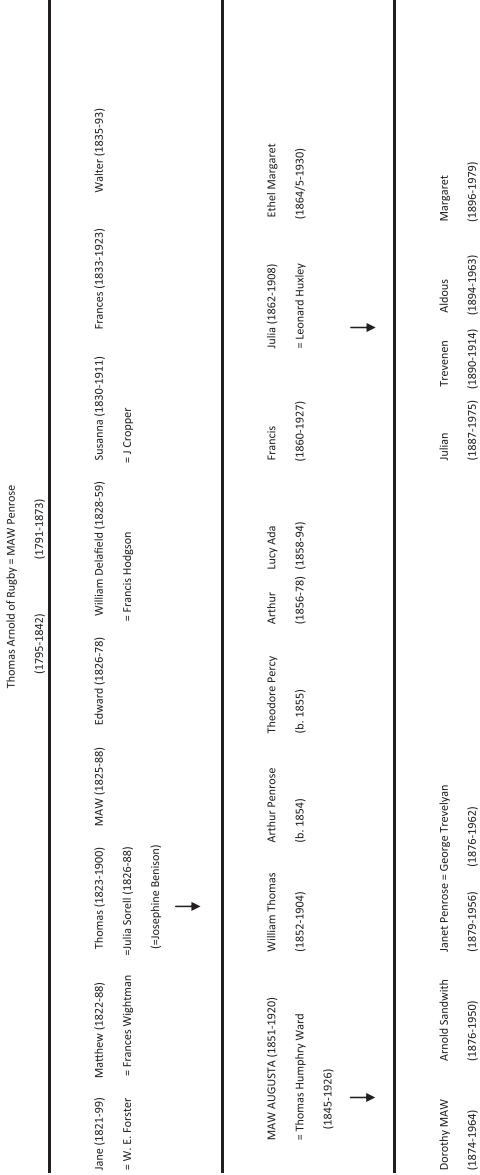 Thomas Arnold of Rugby = MAW Penrose
(1795-1842) (1791-1873)
Jane (1821-99) Matthew (1822-88) Thomas (1823-1900) MAW (1825-88) Edward (1826-78) William Delafield (1828-59) Susanna (1830-1911) Frances (1833-1923) Walter (1835-93)
= W. E. Forster = Frances Wightman =Julia Sorell (1826-88) = Francis Hodgson = J Cropper
(=Josephine Benison)
MAW AUGUSTA (1851-1920) William Thomas Arthur Penrose Theodore Percy Arthur Lucy Ada Francis Julia (1862-1908) Ethel Margaret
= Thomas Humphry Ward (1852-1904) (b. 1854) (b. 1855) (1856-78) (1858-94) (1860-1927) = Leonard Huxley (1864/5-1930)
(1845-1926)
Dorothy MAW Arnold Sandwith Janet Penrose = George Trevelyan Julian Trevenen Aldous Margaret
(1874-1964) (1876-1950) (1879-1956) (1876-1962) (1887-1975) (1890-1914) (1894-1963) (1896-1979)